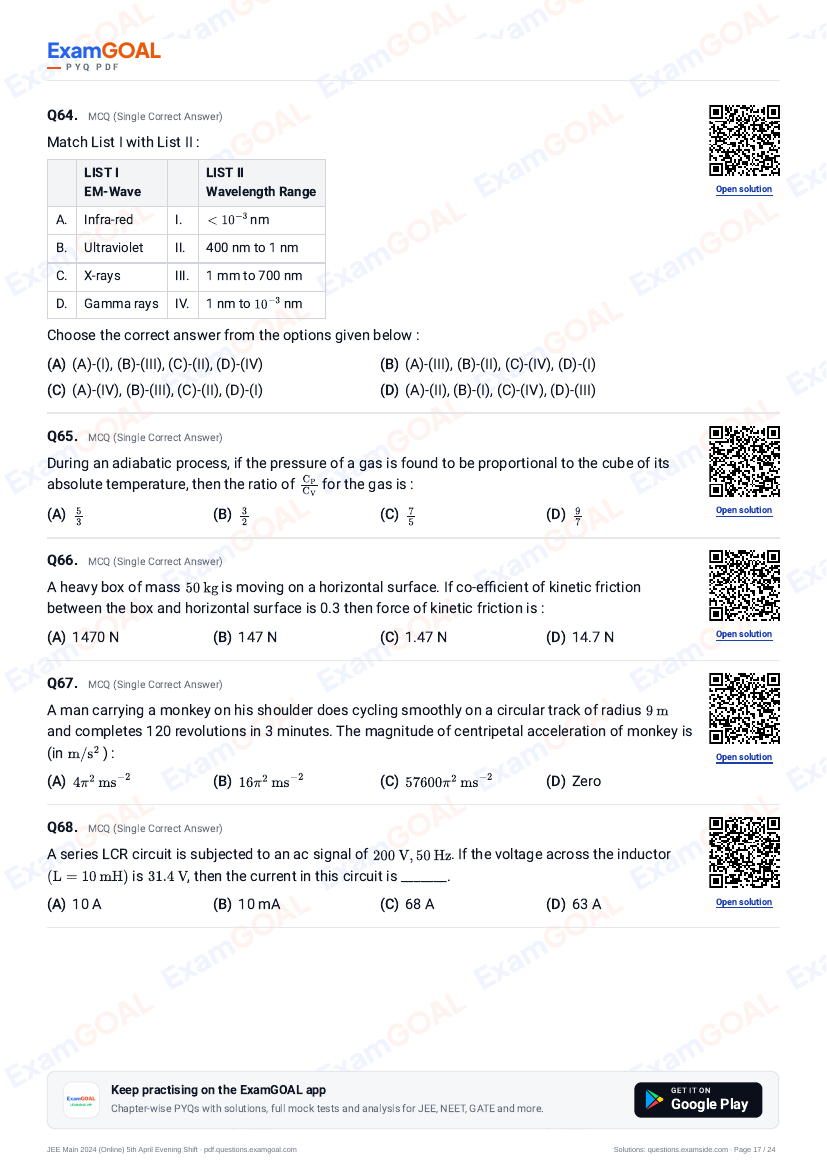 ExamGOAL
PYQ PDF
Q64. MCQ (Single Correct Answer)
Match List I with List II :
LIST I
EM-Wave
LIST II
Wavelength Range
A. Infra-red I. < 10⁻³ nm
B. Ultraviolet II. 400 nm to 1 nm
C. X-rays III. 1 mm to 700 nm
D. Gamma rays IV. 1 nm to 10⁻³ nm
Choose the correct answer from the options given below :
(A) (A)-(I), (B)-(III), (C)-(II), (D)-(IV) (B) (A)-(III), (B)-(II), (C)-(IV), (D)-(I)
(C) (A)-(IV), (B)-(III), (C)-(II), (D)-(I) (D) (A)-(II), (B)-(I), (C)-(IV), (D)-(III)
Open solution
Q65. MCQ (Single Correct Answer)
During an adiabatic process, if the pressure of a gas is found to be proportional to the cube of its
absolute temperature, then the ratio of C_P/C_V for the gas is :
(A) 5/3 (B) 3/2 (C) 7/5 (D) 9/7
Open solution
Q66. MCQ (Single Correct Answer)
A heavy box of mass 50 kg is moving on a horizontal surface. If co-efficient of kinetic friction
between the box and horizontal surface is 0.3 then force of kinetic friction is :
(A) 1470 N (B) 147 N (C) 1.47 N (D) 14.7 N
Open solution
Q67. MCQ (Single Correct Answer)
A man carrying a monkey on his shoulder does cycling smoothly on a circular track of radius 9 m
and completes 120 revolutions in 3 minutes. The magnitude of centripetal acceleration of monkey is
(in m/s² ) :
(A) 4π² ms⁻² (B) 16π² ms⁻² (C) 57600π² ms⁻² (D) Zero
Open solution
Q68. MCQ (Single Correct Answer)
A series LCR circuit is subjected to an ac signal of 200 V, 50 Hz. If the voltage across the inductor
(L = 10 mH) is 31.4 V, then the current in this circuit is _______.
(A) 10 A (B) 10 mA (C) 68 A (D) 63 A
Open solution
ExamGOAL
Keep practising on the ExamGOAL app
Chapter-wise PYQs with solutions, full mock tests and analysis for JEE, NEET, GATE and more.
GET IT ON
Google Play
JEE Main 2024 (Online) 5th April Evening Shift · pdf.questions.examgoal.com
Solutions: questions.examside.com · Page 17 / 24